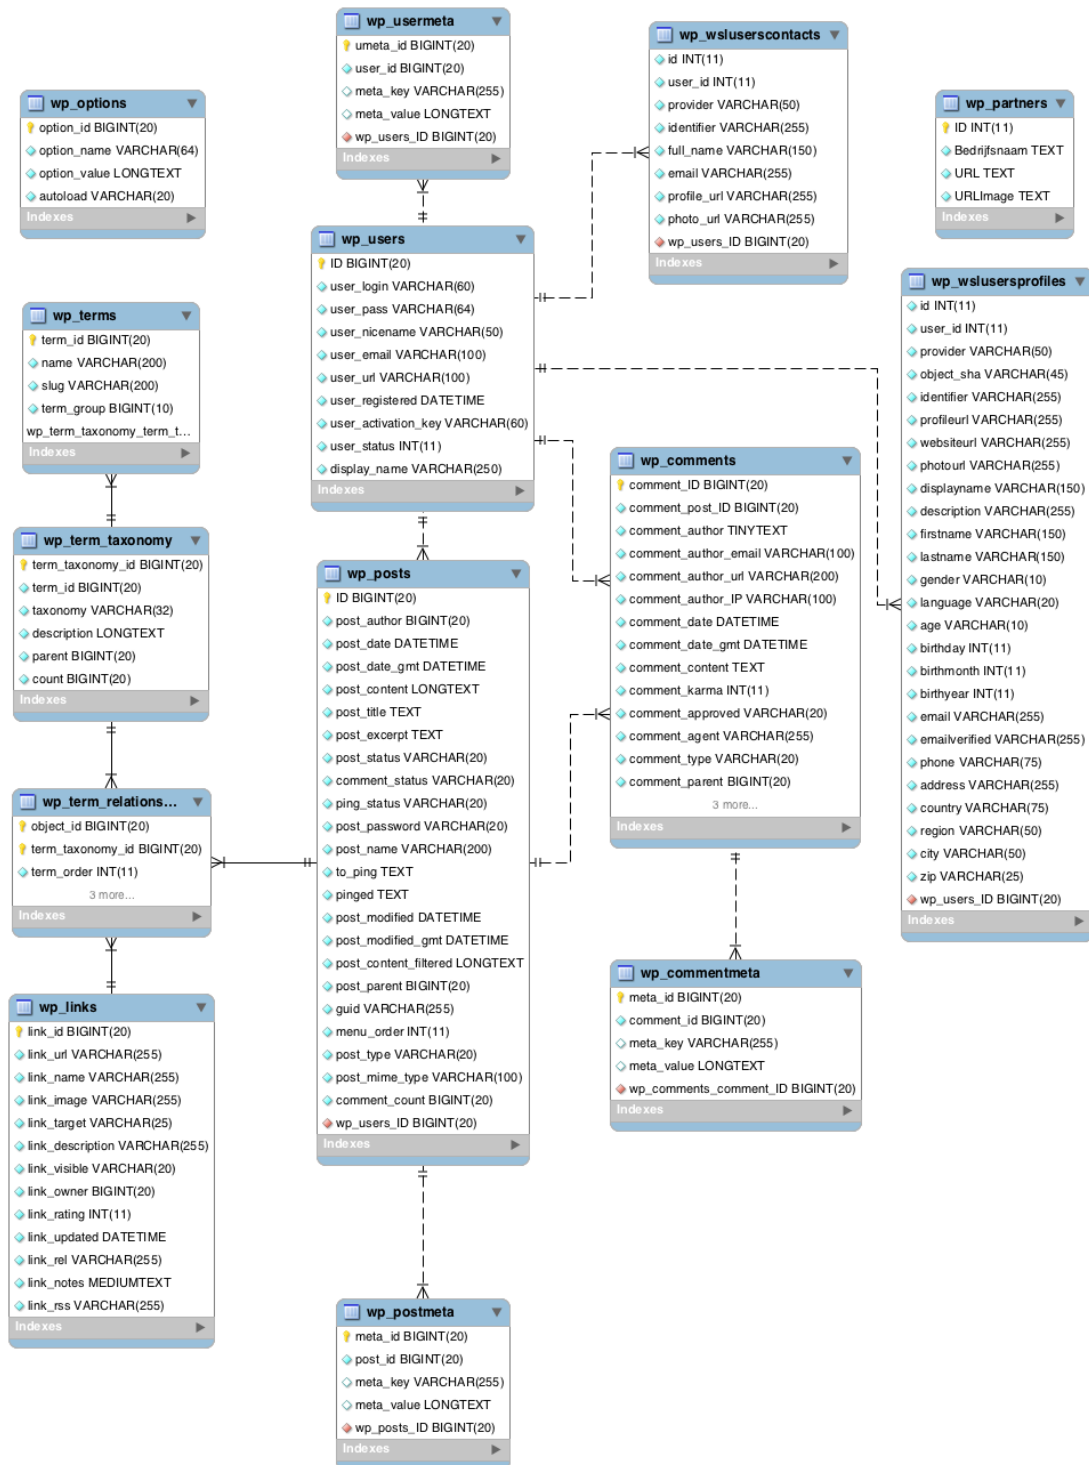 wp_options
option_id BIGINT(20)
option_name VARCHAR(64)
option_value LONGTEXT
autoload VARCHAR(20)
Indexes
wp_usermeta
umeta_id BIGINT(20)
user_id BIGINT(20)
meta_key VARCHAR(255)
meta_value LONGTEXT
wp_users_ID BIGINT(20)
Indexes
wp_wsluserscontacts
id INT(11)
user_id INT(11)
provider VARCHAR(50)
identifier VARCHAR(255)
full_name VARCHAR(150)
email VARCHAR(255)
profile_url VARCHAR(255)
photo_url VARCHAR(255)
wp_users_ID BIGINT(20)
Indexes
wp_partners
ID INT(11)
Bedrijfsnaam TEXT
URL TEXT
URLImage TEXT
Indexes
wp_users
ID BIGINT(20)
user_login VARCHAR(60)
user_pass VARCHAR(64)
user_nicename VARCHAR(50)
user_email VARCHAR(100)
user_url VARCHAR(100)
user_registered DATETIME
user_activation_key VARCHAR(60)
user_status INT(11)
display_name VARCHAR(250)
Indexes
wp_wslusersprofiles
id INT(11)
user_id INT(11)
provider VARCHAR(50)
object_sha VARCHAR(45)
identifier VARCHAR(255)
profileurl VARCHAR(255)
websiteurl VARCHAR(255)
photourl VARCHAR(255)
displayname VARCHAR(150)
description VARCHAR(255)
firstname VARCHAR(150)
lastname VARCHAR(150)
gender VARCHAR(10)
language VARCHAR(20)
age VARCHAR(10)
birthday INT(11)
birthmonth INT(11)
birthyear INT(11)
email VARCHAR(255)
emailverified VARCHAR(255)
phone VARCHAR(75)
address VARCHAR(255)
country VARCHAR(75)
region VARCHAR(50)
city VARCHAR(50)
zip VARCHAR(25)
wp_users_ID BIGINT(20)
Indexes
wp_terms
term_id BIGINT(20)
name VARCHAR(200)
slug VARCHAR(200)
term_group BIGINT(10)
wp_term_taxonomy_term_t...
Indexes
wp_comments
comment_ID BIGINT(20)
comment_post_ID BIGINT(20)
comment_author TINYTEXT
comment_author_email VARCHAR(100)
comment_author_url VARCHAR(200)
comment_author_IP VARCHAR(100)
comment_date DATETIME
comment_date_gmt DATETIME
comment_content TEXT
comment_karma INT(11)
comment_approved VARCHAR(20)
comment_agent VARCHAR(255)
comment_type VARCHAR(20)
comment_parent BIGINT(20)
3 more...
Indexes
wp_term_taxonomy
term_taxonomy_id BIGINT(20)
term_id BIGINT(20)
taxonomy VARCHAR(32)
description LONGTEXT
parent BIGINT(20)
count BIGINT(20)
Indexes
wp_posts
ID BIGINT(20)
post_author BIGINT(20)
post_date DATETIME
post_date_gmt DATETIME
post_content LONGTEXT
post_title TEXT
post_excerpt TEXT
post_status VARCHAR(20)
comment_status VARCHAR(20)
ping_status VARCHAR(20)
post_password VARCHAR(20)
post_name VARCHAR(200)
to_ping TEXT
pinged TEXT
post_modified DATETIME
post_modified_gmt DATETIME
post_content_filtered LONGTEXT
post_parent BIGINT(20)
guid VARCHAR(255)
menu_order INT(11)
post_type VARCHAR(20)
post_mime_type VARCHAR(100)
comment_count BIGINT(20)
wp_users_ID BIGINT(20)
Indexes
wp_term_relations...
object_id BIGINT(20)
term_taxonomy_id BIGINT(20)
term_order INT(11)
3 more...
Indexes
wp_commentmeta
meta_id BIGINT(20)
comment_id BIGINT(20)
meta_key VARCHAR(255)
meta_value LONGTEXT
wp_comments_comment_ID BIGINT(20)
Indexes
wp_links
link_id BIGINT(20)
link_url VARCHAR(255)
link_name VARCHAR(255)
link_image VARCHAR(255)
link_target VARCHAR(25)
link_description VARCHAR(255)
link_visible VARCHAR(20)
link_owner BIGINT(20)
link_rating INT(11)
link_updated DATETIME
link_rel VARCHAR(255)
link_notes MEDIUMTEXT
link_rss VARCHAR(255)
Indexes
wp_postmeta
meta_id BIGINT(20)
post_id BIGINT(20)
meta_key VARCHAR(255)
meta_value LONGTEXT
wp_posts_ID BIGINT(20)
Indexes